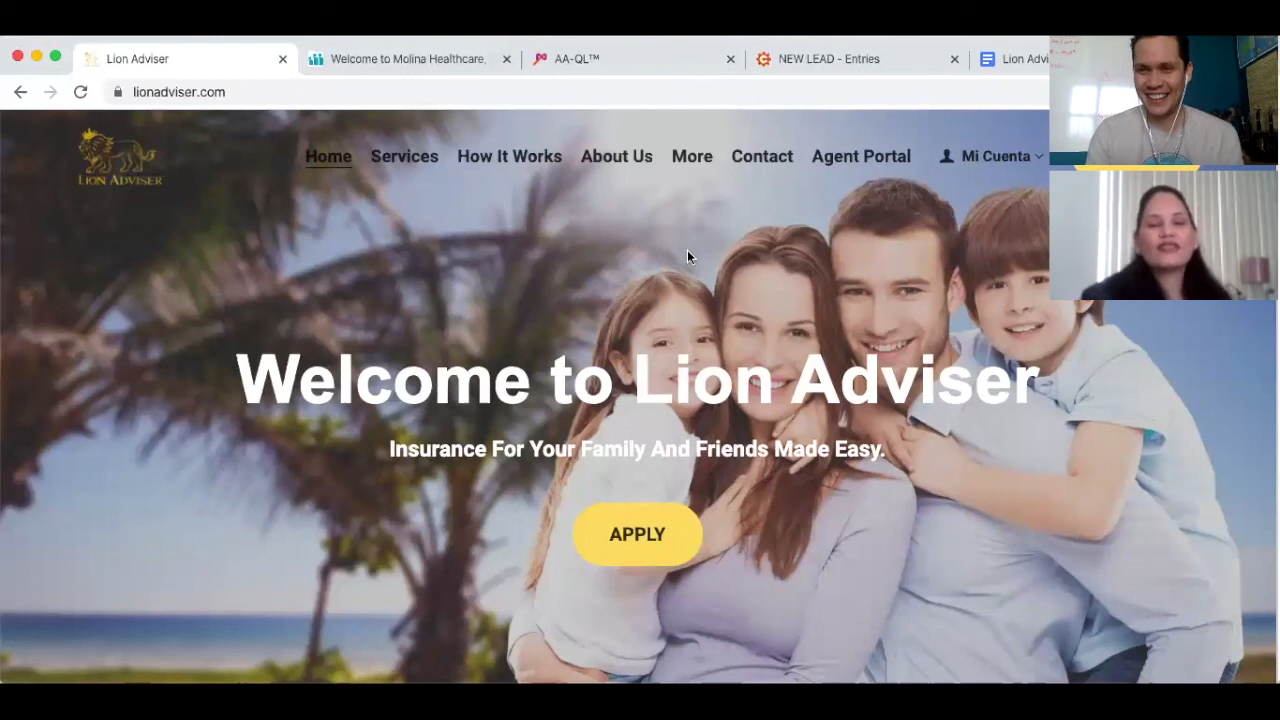 Lion Adviser
Welcome to Molina Healthcare,
AA-QL™
NEW LEAD - Entries
Lion Advi
lionadviser.com
LION ADVISER
Home
Services
How It Works
About Us
More
Contact
Agent Portal
Mi Cuenta
Welcome to Lion Adviser
Insurance For Your Family And Friends Made Easy.
APPLY